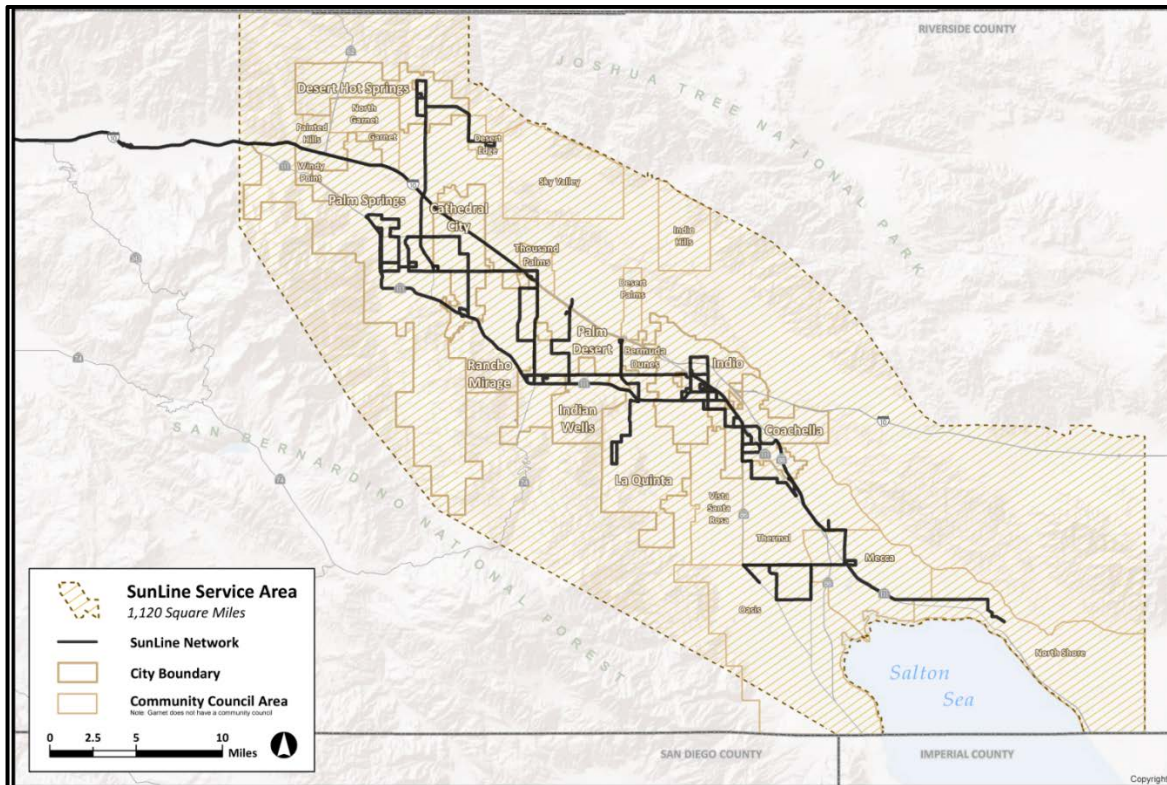 RIVERSIDE COUNTY
JOSHUA TREE NATIONAL PARK
Desert Hot Springs
North
Garnet
Painted
Hills
Garnet
Desert
Edge
Windy
Point
Sky Valley
Palm Springs
Cathedral
City
Indio
Hills
Thousand
Palms
Desert
Palms
Palm
Desert
Bermuda
Dunes
Rancho
Mirage
Indio
Indian
Wells
Coachella
La Quinta
Vista
Santa
Rosa
Thermal
Mecca
Oasis
North Shore
SAN BERNARDINO NATIONAL FOREST
Salton
Sea
SunLine Service Area
1,120 Square Miles
SunLine Network
City Boundary
Community Council Area
Note: Garnet does not have a community council
0 2.5 5 10
Miles
SAN DIEGO COUNTY
IMPERIAL COUNTY
Copyright